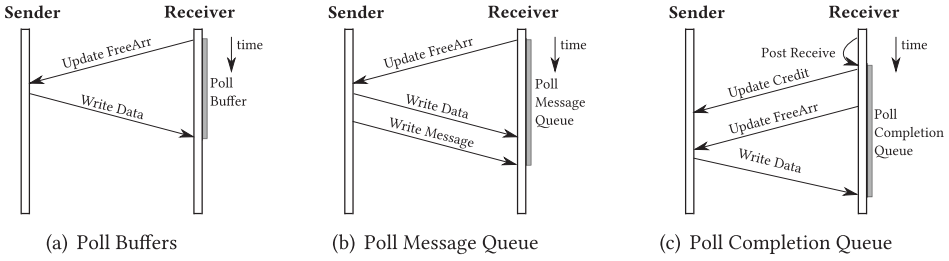 Sender Receiver
Update FreeArr
time
Poll
Buffer
Write Data
(a) Poll Buffers
Sender Receiver
Update FreeArr
time
Poll
Message
Queue
Write Data
Write Message
(b) Poll Message Queue
Sender Receiver
Post Receive
time
Update Credit
Update FreeArr
Poll
Completion
Queue
Write Data
(c) Poll Completion Queue